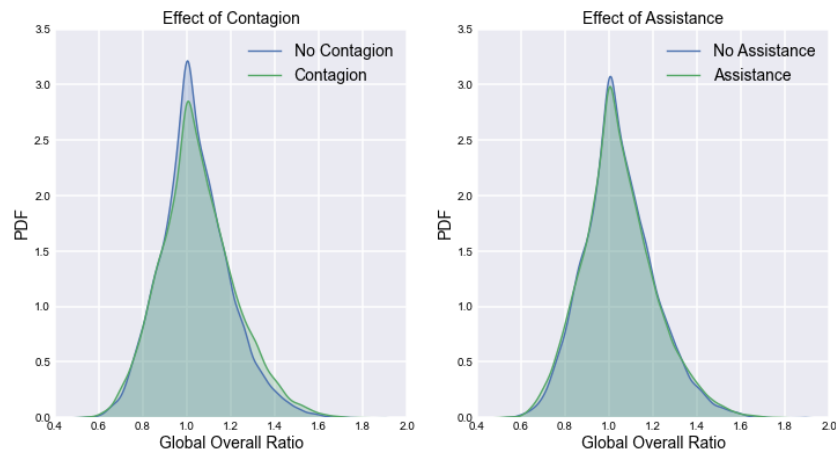 Effect of Contagion
3.5
3.0
2.5
2.0
1.5
1.0
0.5
0.0
PDF
No Contagion
Contagion
0.4 0.6 0.8 1.0 1.2 1.4 1.6 1.8 2.0
Global Overall Ratio
Effect of Assistance
3.5
3.0
2.5
2.0
1.5
1.0
0.5
0.0
PDF
No Assistance
Assistance
0.4 0.6 0.8 1.0 1.2 1.4 1.6 1.8 2.0
Global Overall Ratio